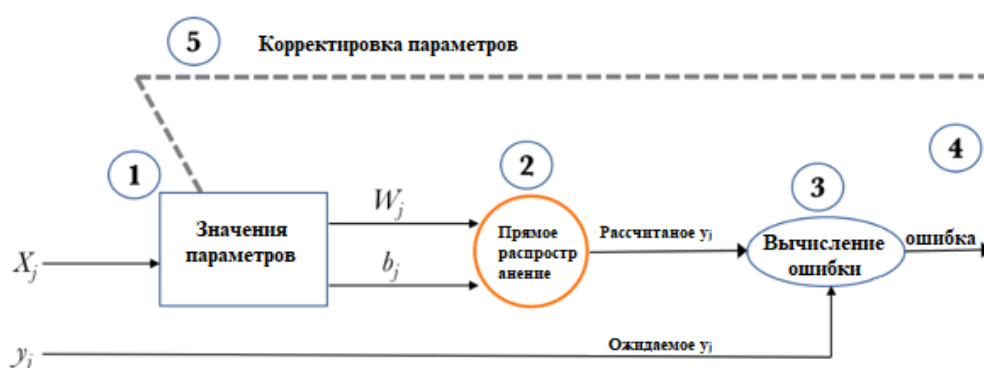 5 Корректировка параметров
4
1
2
3
W_j
Значения
параметров
Прямое
распростр
анение
Рассчитаное y_j
Вычисление
ошибки
ошибка
X_j
b_j
Ожидаемое y_j
y_j